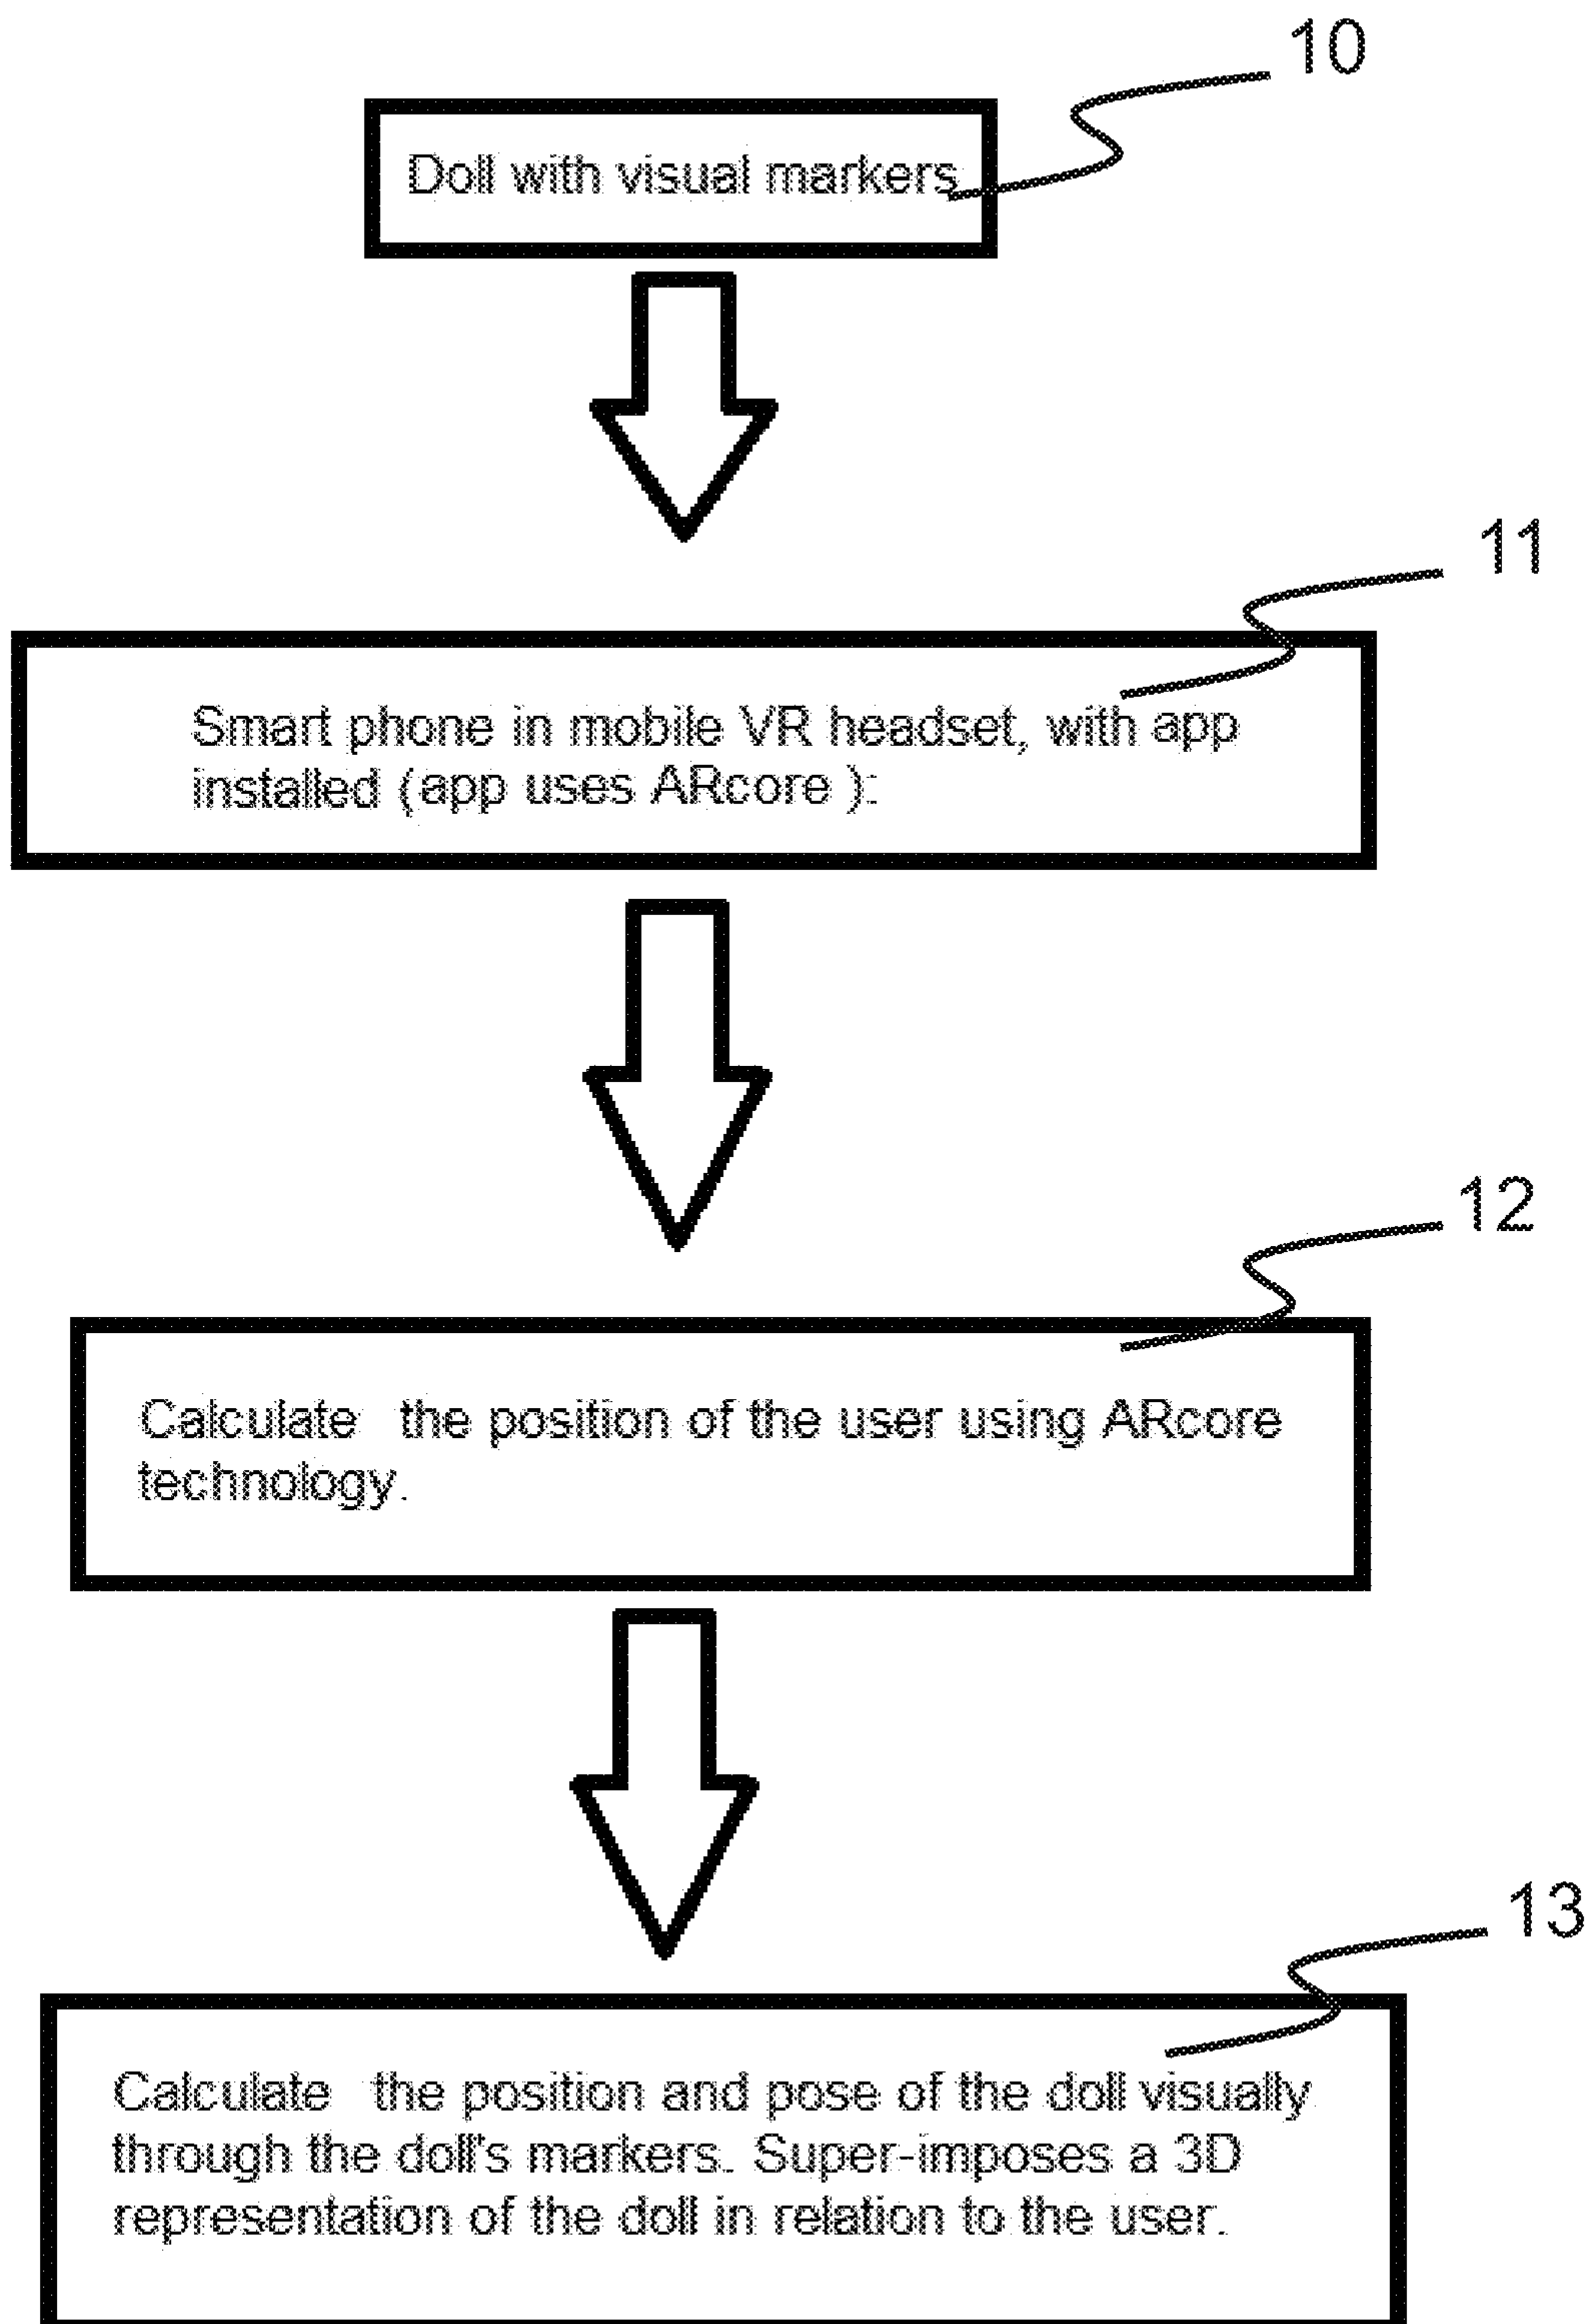 10
Doll with visual markers
11
Smart phone in mobile VR headset, with app
installed (app uses ARcore ):
12
Calculate the position of the user using ARcore
technology.
13
Calculate the position and pose of the doll visually
through the doll's markers. Super-imposes a 3D
representation of the doll in relation to the user.